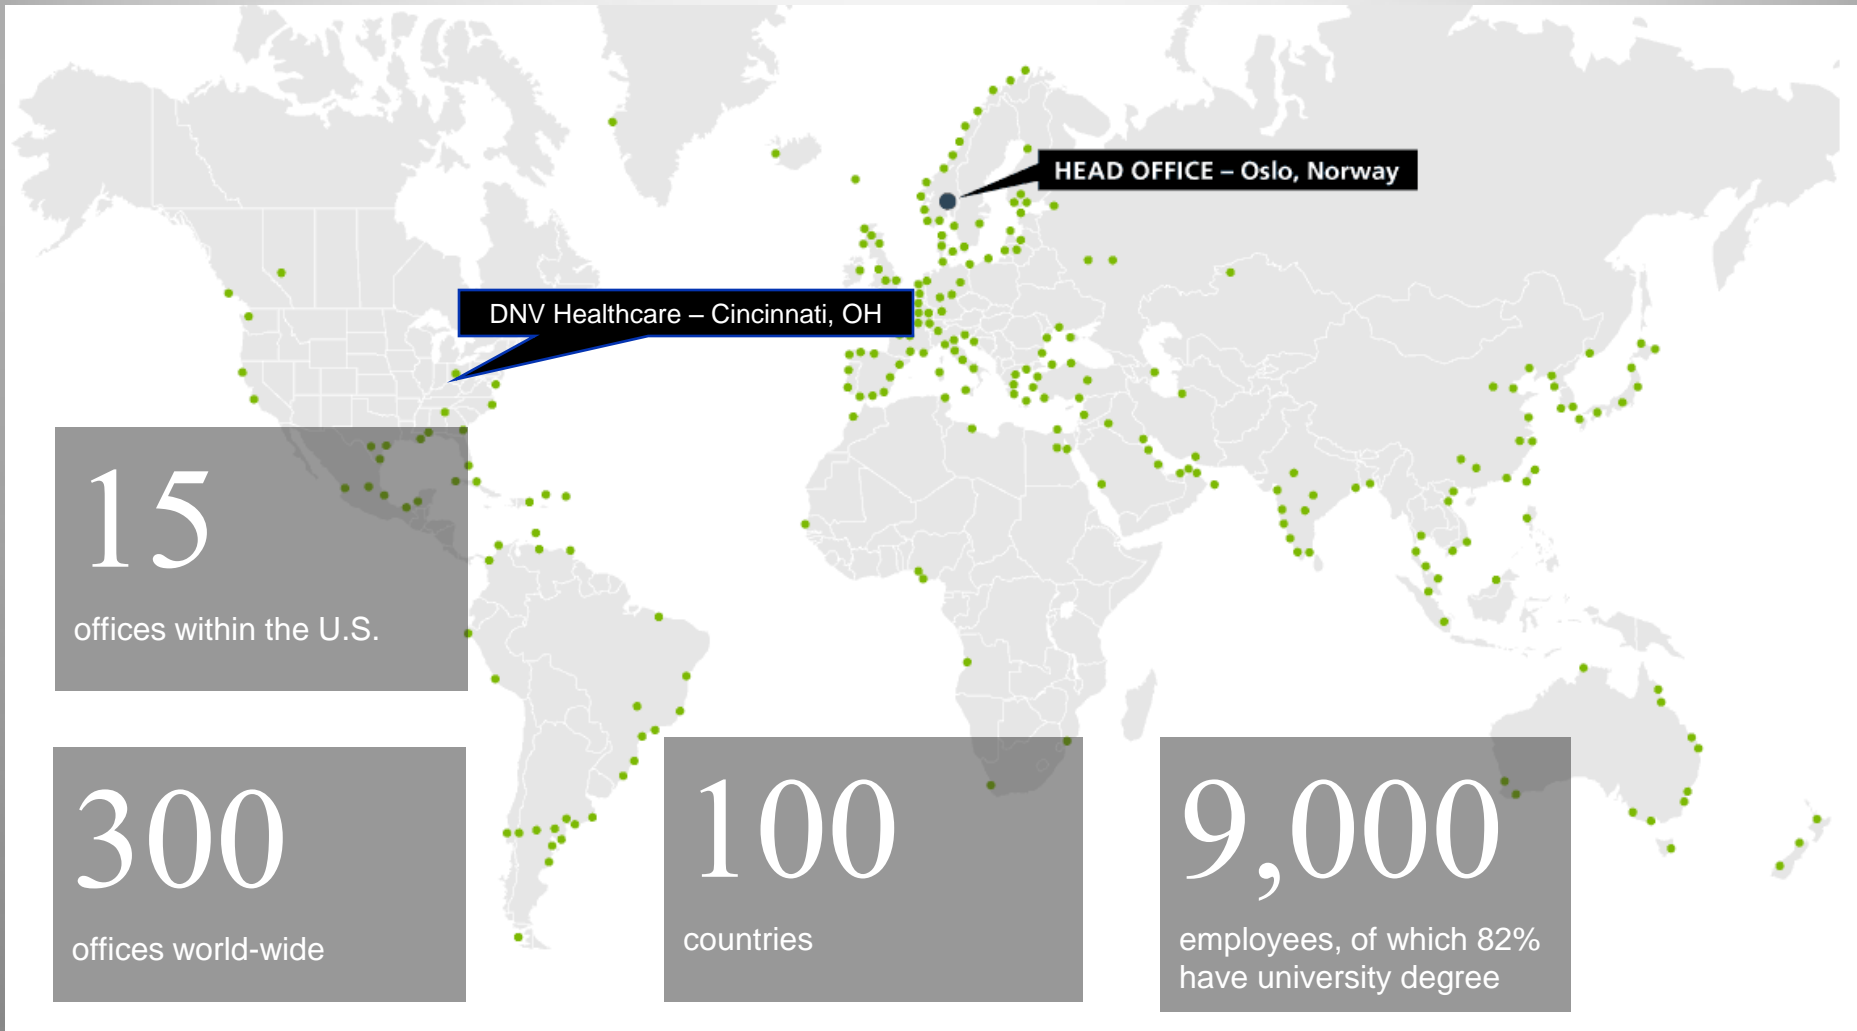 HEAD OFFICE – Oslo, Norway
DNV Healthcare – Cincinnati, OH
15
offices within the U.S.
300
offices world-wide
100
countries
9,000
employees, of which 82%
have university degree